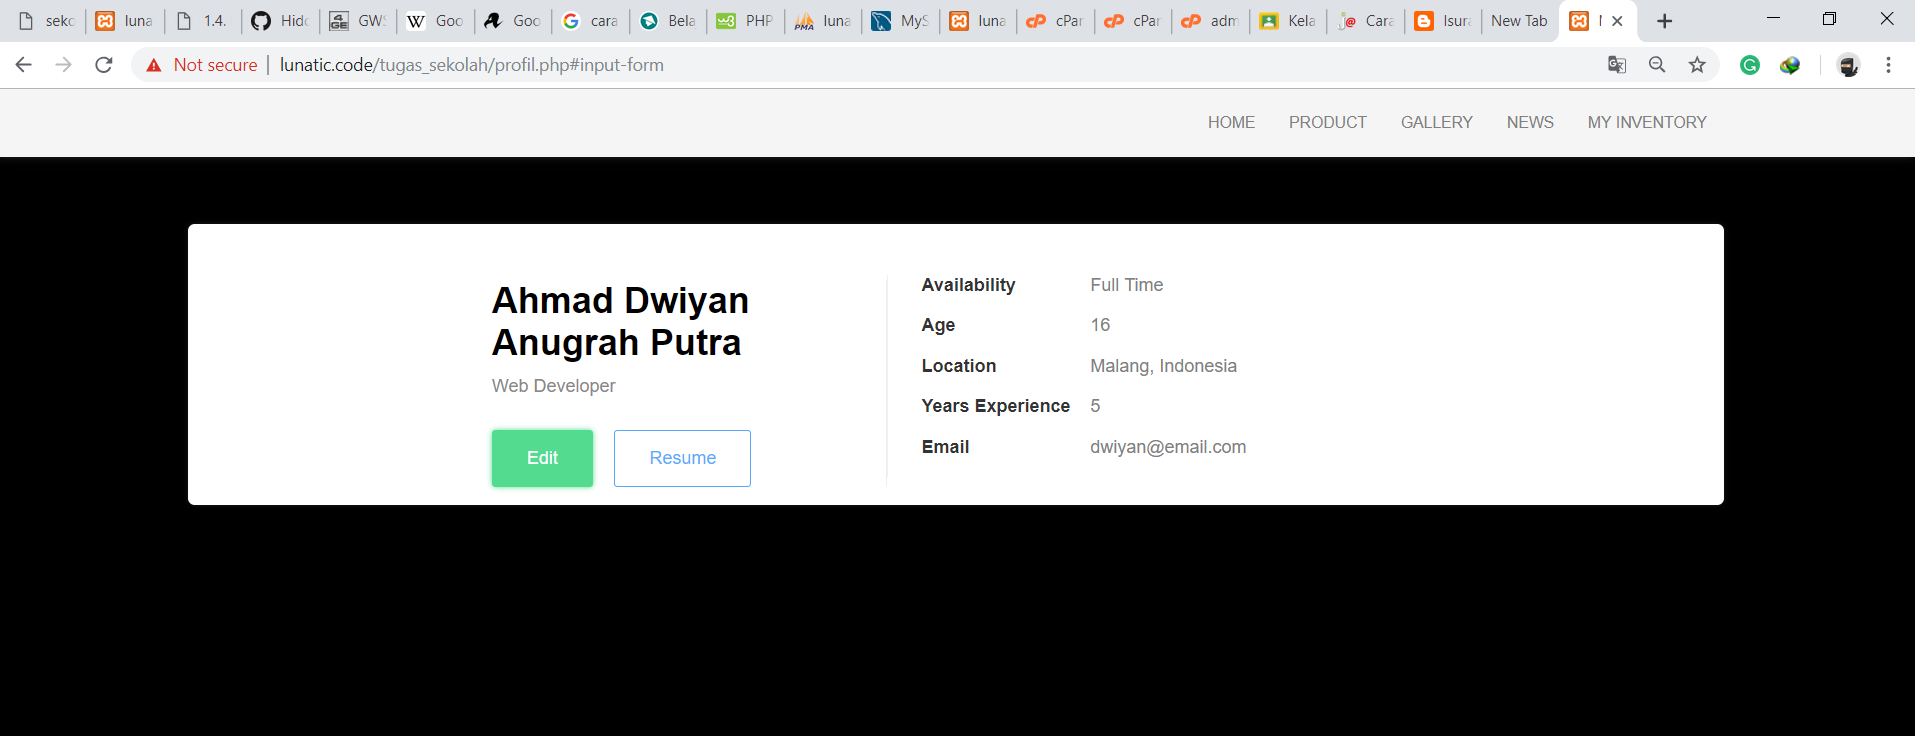 seko luna 1.4. Hidc GWS Goo Goo cara Bela PHP luna MyS luna cPar cPar adm Kela Cara Isura New Tab
Not secure | lunatic.code/tugas_sekolah/profil.php#input-form
HOME PRODUCT GALLERY NEWS MY INVENTORY
Ahmad Dwiyan
Anugrah Putra
Web Developer
Edit Resume
Availability Full Time
Age 16
Location Malang, Indonesia
Years Experience 5
Email dwiyan@email.com